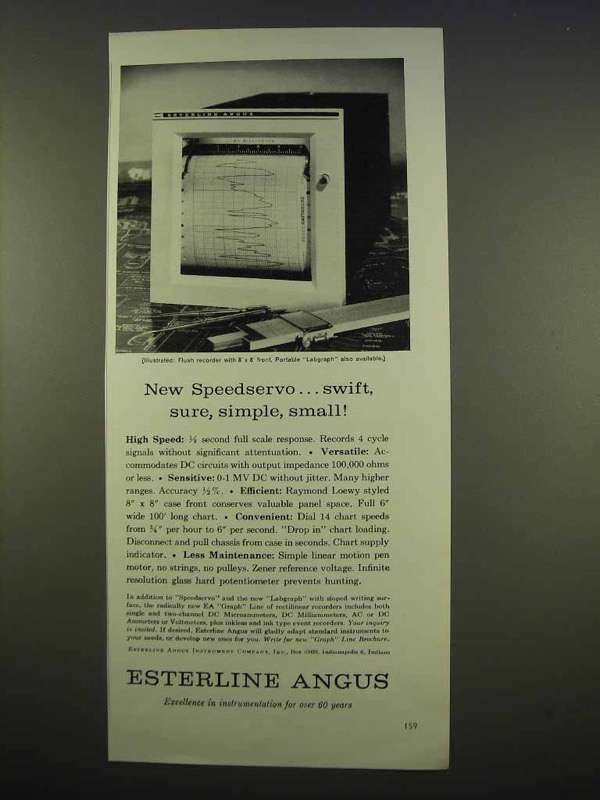 ESTERLINE ANGUS
(Illustrated: Flush recorder with 8" x 8" front. Portable "Labgraph" also available.)
New Speedservo... swift,
sure, simple, small!
High Speed: ⅛ second full scale response. Records 4 cycle
signals without significant attentuation. • Versatile: Ac-
commodates DC circuits with output impedance 100,000 ohms
or less. • Sensitive: 0-1 MV DC without jitter. Many higher
ranges. Accuracy ½%. • Efficient: Raymond Loewy styled
8" x 8" case front conserves valuable panel space. Full 6"
wide 100' long chart. • Convenient: Dial 14 chart speeds
from ¾" per hour to 6" per second. "Drop in" chart loading.
Disconnect and pull chassis from case in seconds. Chart supply
indicator. • Less Maintenance: Simple linear motion pen
motor, no strings, no pulleys. Zener reference voltage. Infinite
resolution glass hard potentiometer prevents hunting.
In addition to "Speedservo" and the new "Labgraph" with sloped writing sur-
face, the radically new EA "Graph" Line of rectilinear recorders includes both
single and two-channel DC Microammeters, DC Milliammeters, AC or DC
Ammeters or Voltmeters, plus inkless and ink type event recorders. Your inquiry
is invited. If desired, Esterline Angus will gladly adapt standard instruments to
your needs, or develop new ones for you. Write for new "Graph" Line Brochure.
ESTERLINE ANGUS INSTRUMENT COMPANY, INC., Box Indianapolis 6, Indiana
ESTERLINE ANGUS
Excellence in instrumentation for over 60 years
159